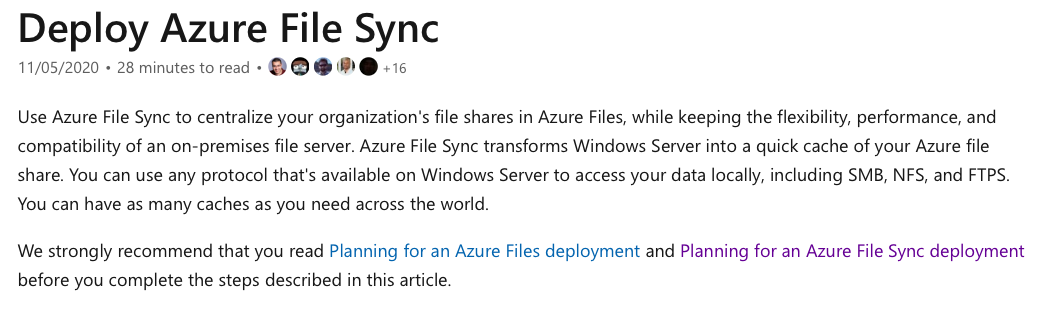 Deploy Azure File Sync
11/05/2020 • 28 minutes to read • +16
Use Azure File Sync to centralize your organization's file shares in Azure Files, while keeping the flexibility, performance, and
compatibility of an on-premises file server. Azure File Sync transforms Windows Server into a quick cache of your Azure file
share. You can use any protocol that's available on Windows Server to access your data locally, including SMB, NFS, and FTPS.
You can have as many caches as you need across the world.
We strongly recommend that you read Planning for an Azure Files deployment and Planning for an Azure File Sync deployment
before you complete the steps described in this article.